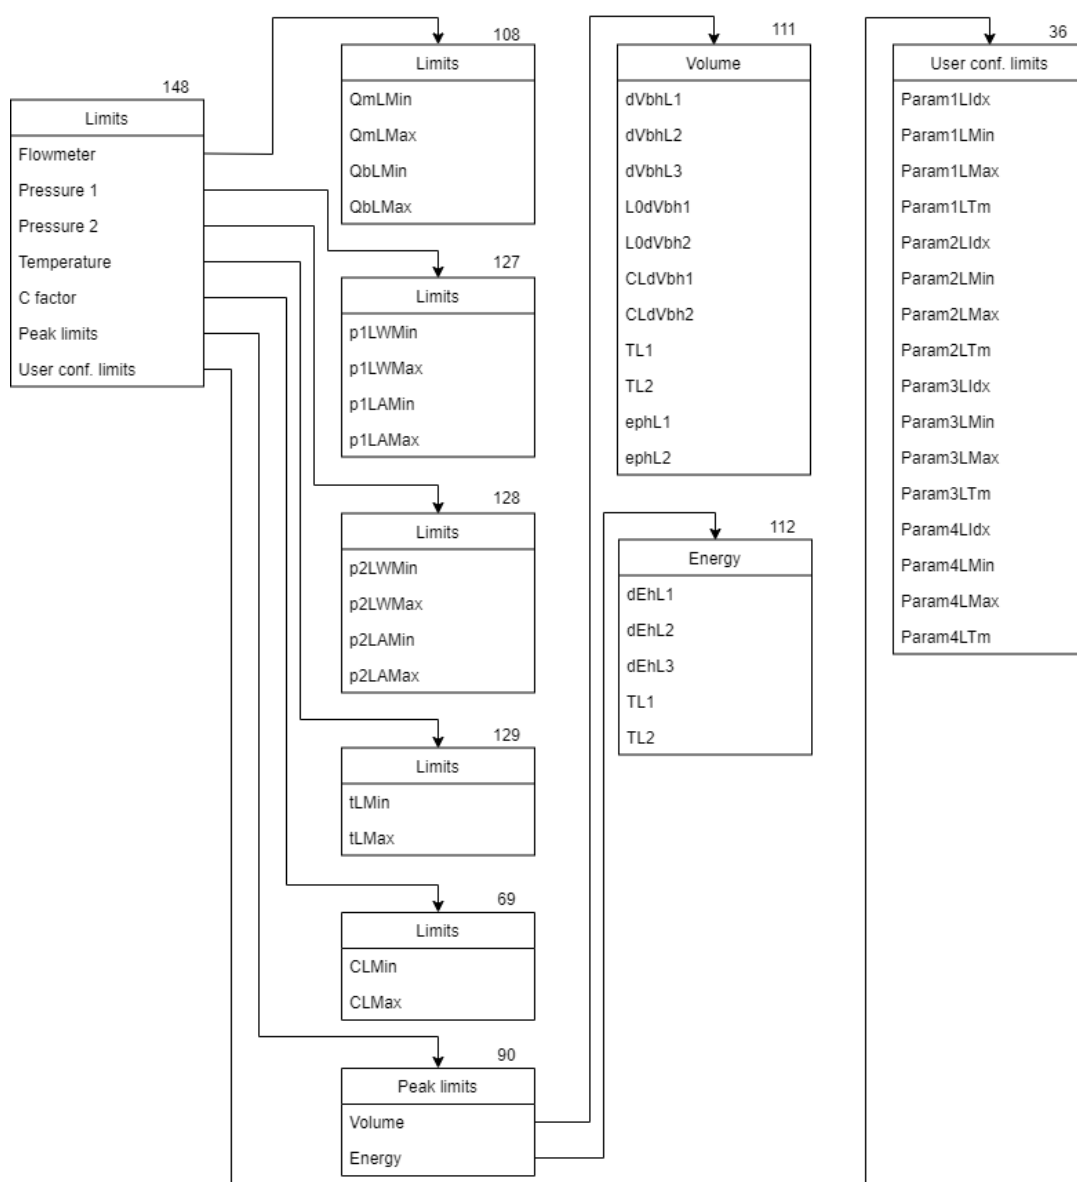 148
Limits
Flowmeter
Pressure 1
Pressure 2
Temperature
C factor
Peak limits
User conf. limits
108
Limits
QmLMin
QmLMax
QbLMin
QbLMax
127
Limits
p1LWMin
p1LWMax
p1LAMin
p1LAMax
128
Limits
p2LWMin
p2LWMax
p2LAMin
p2LAMax
129
Limits
tLMin
tLMax
69
Limits
CLMin
CLMax
90
Peak limits
Volume
Energy
111
Volume
dVbhL1
dVbhL2
dVbhL3
L0dVbh1
L0dVbh2
CLdVbh1
CLdVbh2
TL1
TL2
ephL1
ephL2
112
Energy
dEhL1
dEhL2
dEhL3
TL1
TL2
36
User conf. limits
Param1LIdx
Param1LMin
Param1LMax
Param1LTm
Param2LIdx
Param2LMin
Param2LMax
Param2LTm
Param3LIdx
Param3LMin
Param3LMax
Param3LTm
Param4LIdx
Param4LMin
Param4LMax
Param4LTm